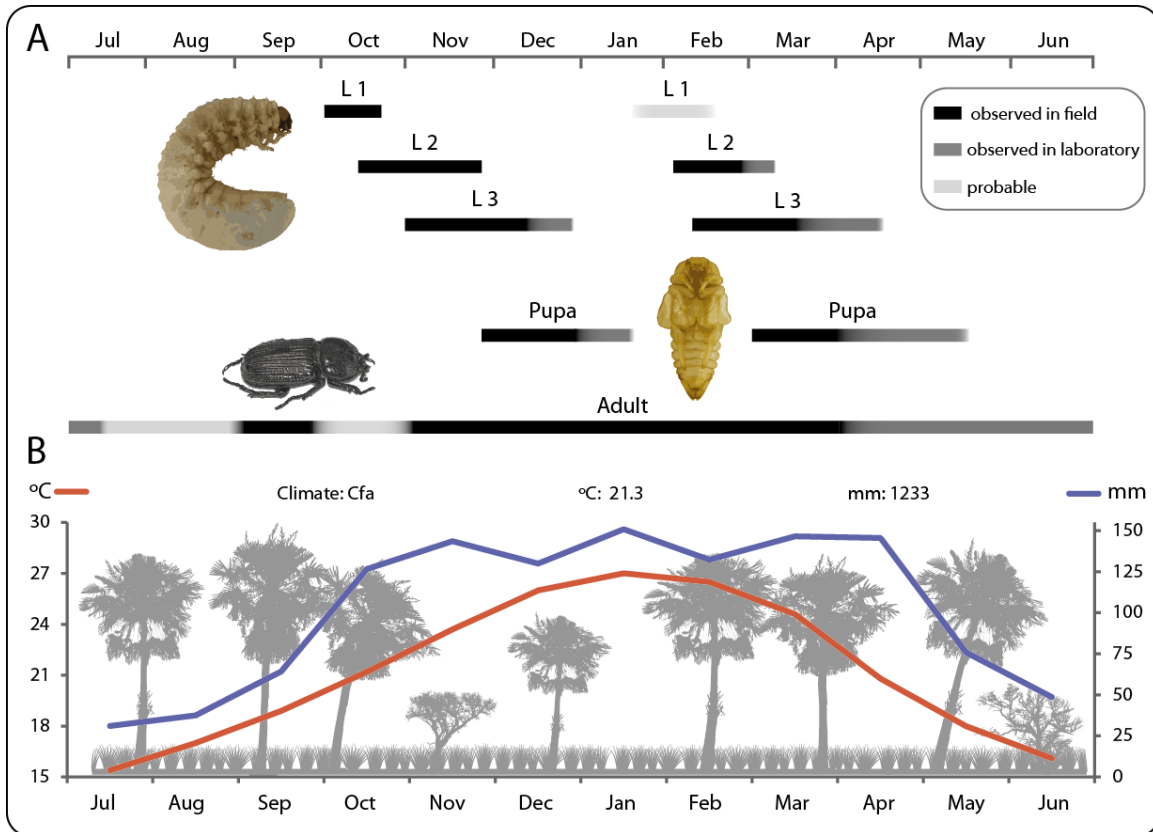 A
Jul Aug Sep Oct Nov Dec Jan Feb Mar Apr May Jun
L 1 L 1
observed in field
observed in laboratory
probable
L 2 L 2
L 3 L 3
Pupa Pupa
Adult
B
ºC Climate: Cfa ºC: 21.3 mm: 1233 mm
30 150
27 125
24 100
21 75
18 50
15 25
0
Jul Aug Sep Oct Nov Dec Jan Feb Mar Apr May Jun